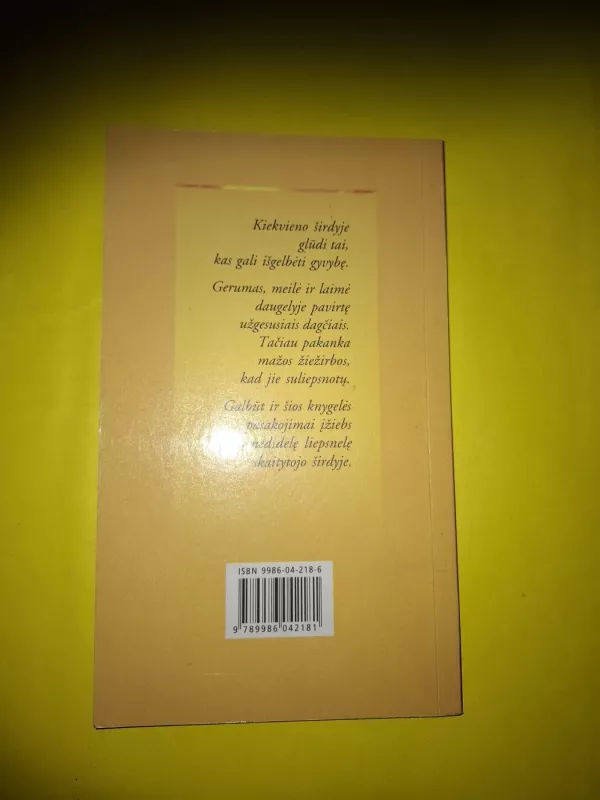 Kiekvieno širdyje
glūdi tai,
kas gali išgelbėti gyvybę.
Gerumas, meilė ir laimė
daugelyje pavirtę
užgesusiais dagčiais.
Tačiau pakanka
mažos žiežirbos,
kad jie suliepsnotų.
Galbūt ir šios knygelės
pasakojimai įžiebs
nedidelę liepsnelę
skaitytojo širdyje.
ISBN 9986-04-218-6
9 789986 042181